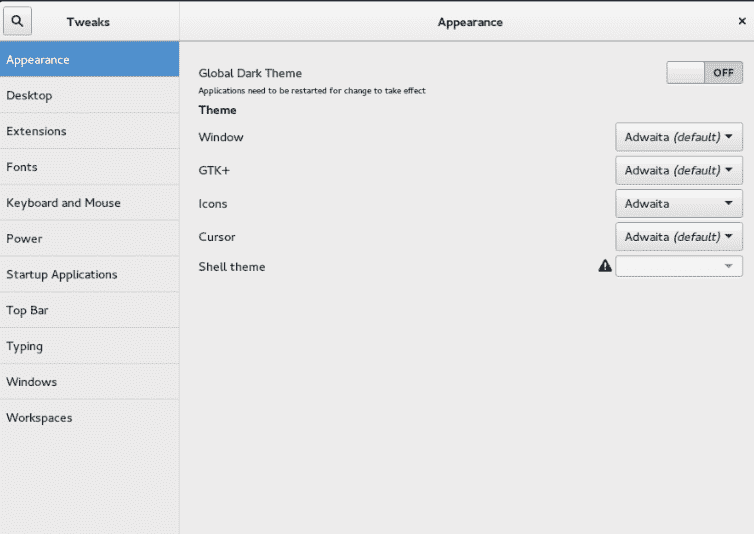 Tweaks
Appearance
Appearance
Desktop
Extensions
Fonts
Keyboard and Mouse
Power
Startup Applications
Top Bar
Typing
Windows
Workspaces
Global Dark Theme
OFF
Applications need to be restarted for change to take effect
Theme
Window
Adwaita (default)
GTK+
Adwaita (default)
Icons
Adwaita
Cursor
Adwaita (default)
Shell theme